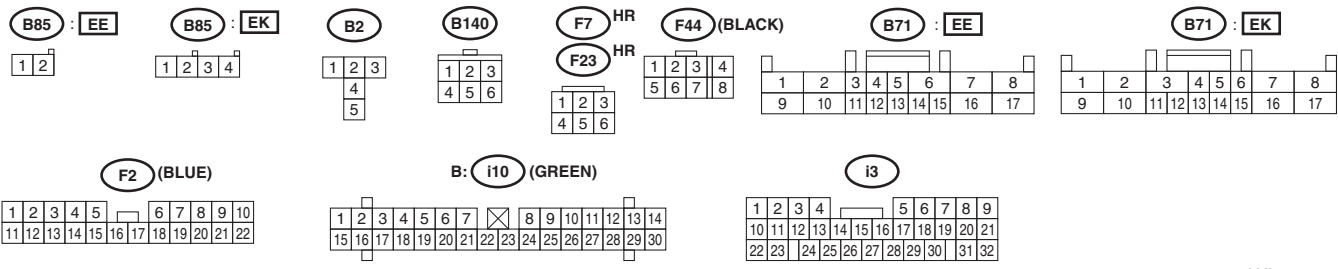 B85 : EE
1 2
B85 : EK
1 2 3 4
B2
1 2 3
4
5
B140
1 2 3
4 5 6
F7 HR
F23 HR
1 2 3
4 5 6
F44 (BLACK)
1 2 3 4
5 6 7 8
B71 : EE
1 2 3 4 5 6 7 8
9 10 11 12 13 14 15 16 17
B71 : EK
1 2 3 4 5 6 7 8
9 10 11 12 13 14 15 16 17
F2 (BLUE)
1 2 3 4 5 6 7 8 9 10
11 12 13 14 15 16 17 18 19 20 21 22
B: i10 (GREEN)
1 2 3 4 5 6 7 8 9 10 11 12 13 14
15 16 17 18 19 20 21 22 23 24 25 26 27 28 29 30
i3
1 2 3 4 5 6 7 8 9
10 11 12 13 14 15 16 17 18 19 20 21
22 23 24 25 26 27 28 29 30 31 32